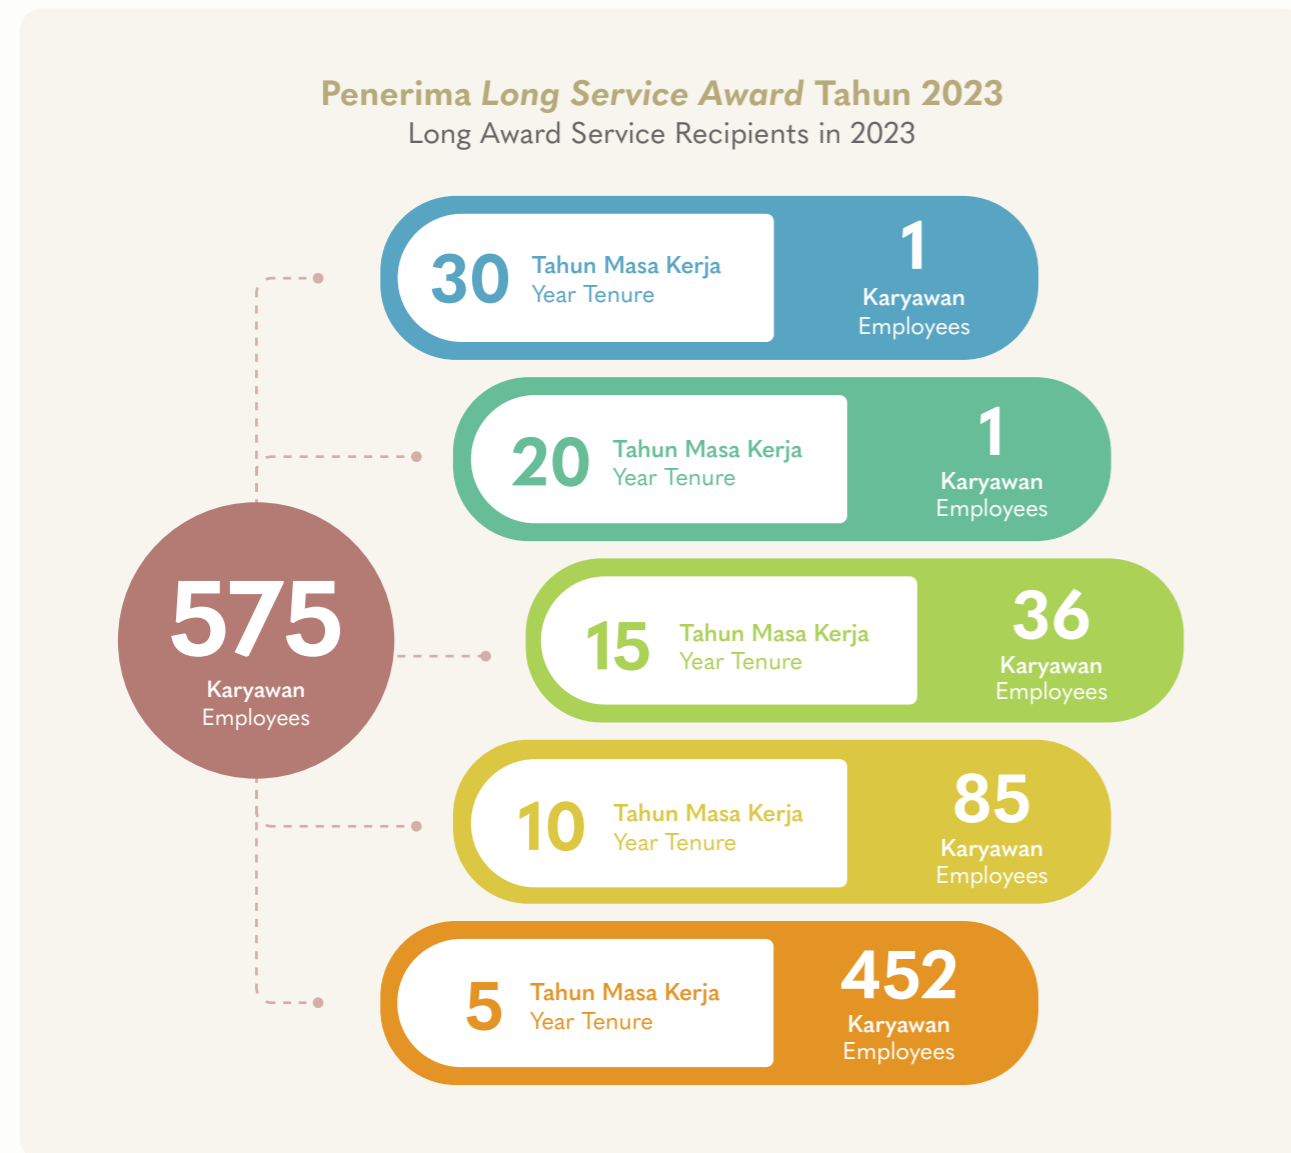 Penerima Long Service Award Tahun 2023
Long Award Service Recipients in 2023
30
Tahun Masa Kerja
Year Tenure
1
Karyawan
Employees
20
Tahun Masa Kerja
Year Tenure
1
Karyawan
Employees
575
Karyawan
Employees
15
Tahun Masa Kerja
Year Tenure
36
Karyawan
Employees
10
Tahun Masa Kerja
Year Tenure
85
Karyawan
Employees
5
Tahun Masa Kerja
Year Tenure
452
Karyawan
Employees